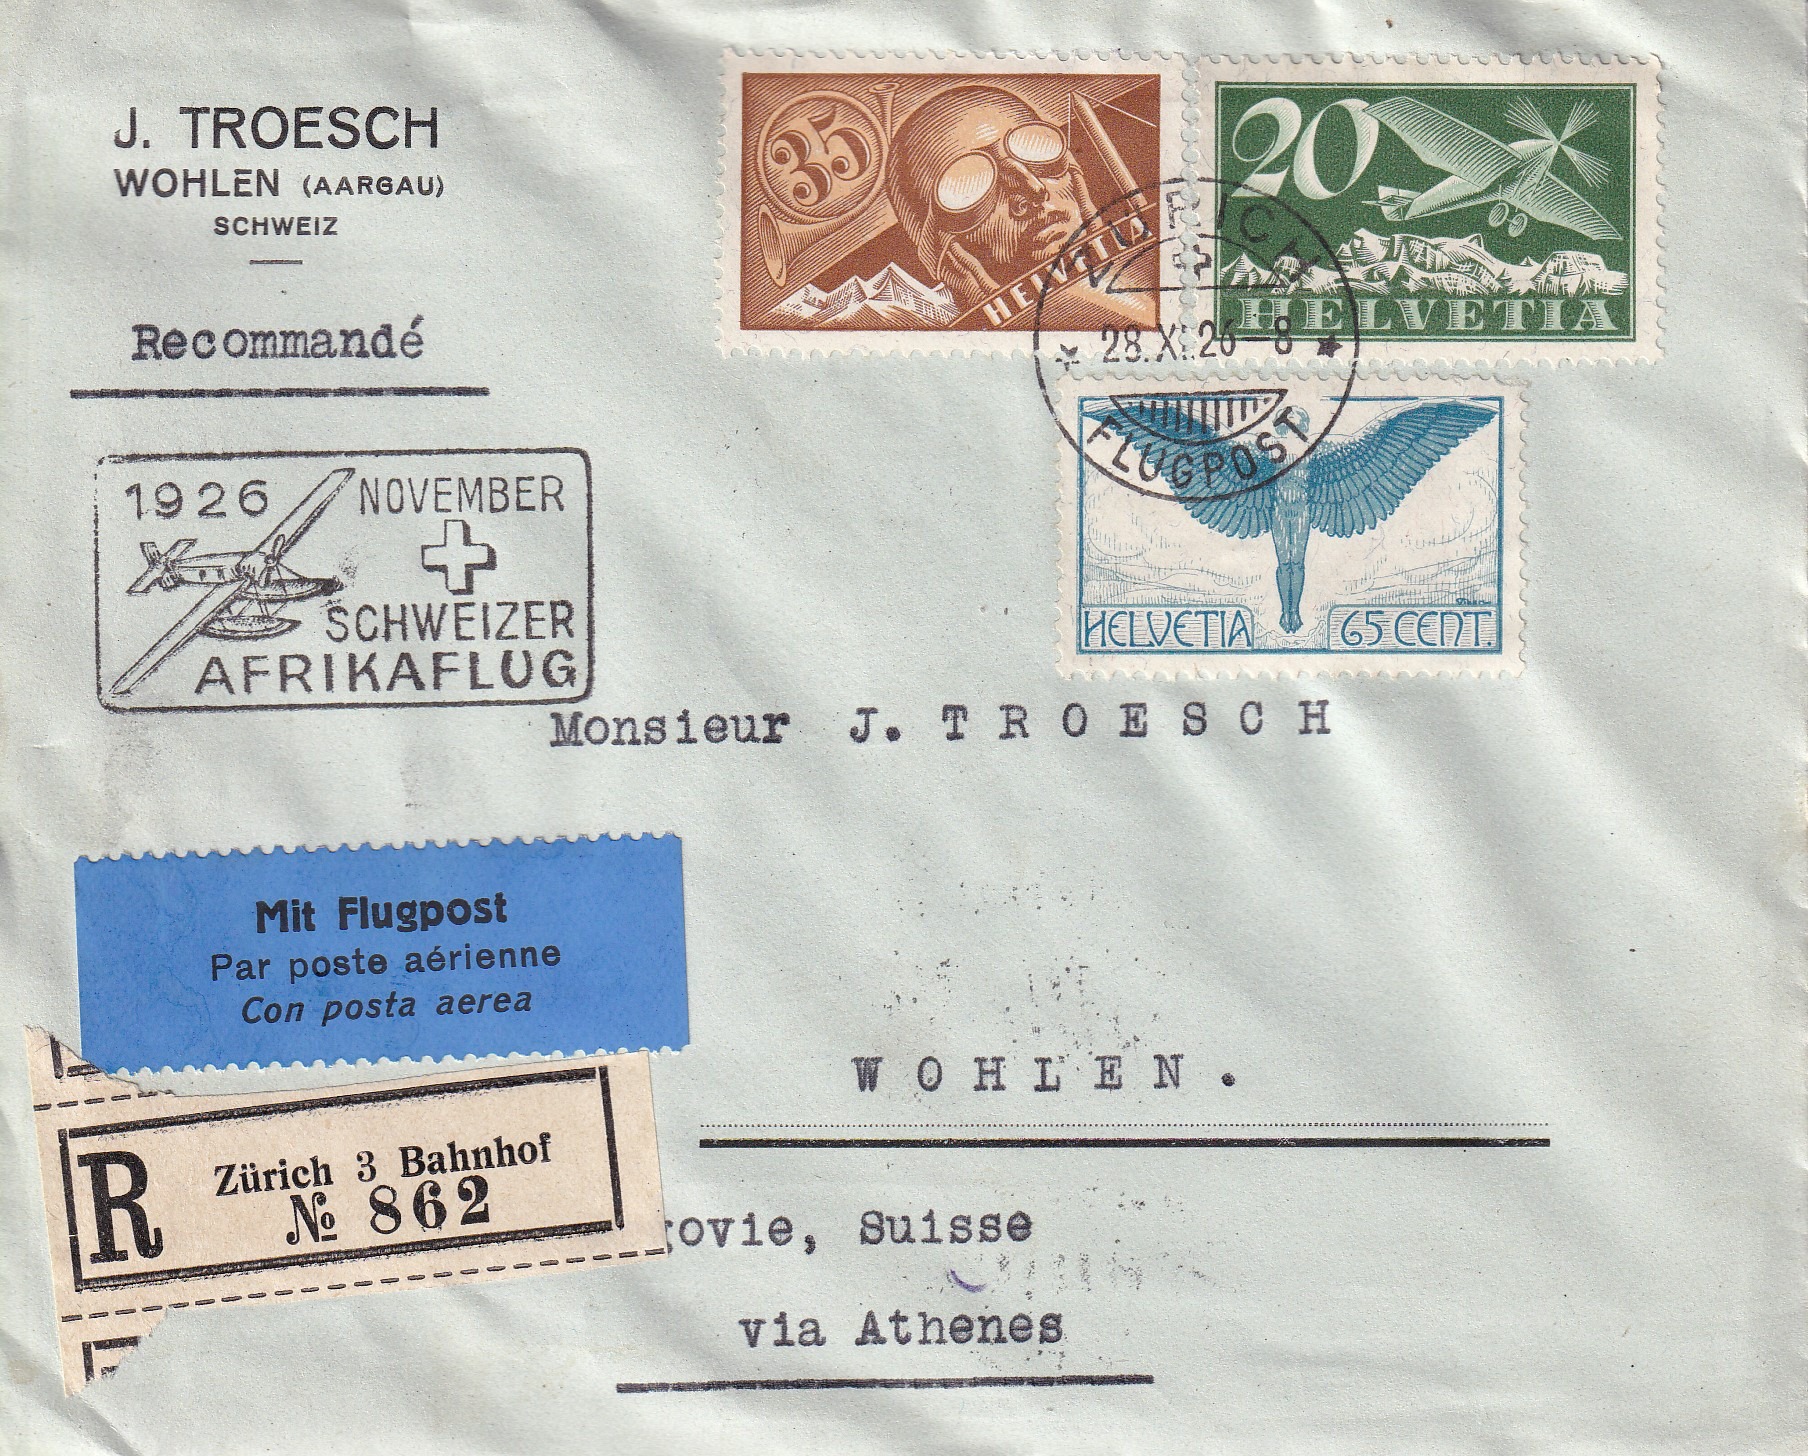 J. TROESCH
WOHLEN (AARGAU)
SCHWEIZ
Recommandé
1926 NOVEMBER
SCHWEIZER
AFRIKAFLUG
35
HELVETIA
20
HELVETIA
ZÜRICH
28.XI.26–8
FLUGPOST
HELVETIA 65 CENT.
Monsieur J. TROESCH
Mit Flugpost
Par poste aérienne
Con posta aerea
WOHLEN.
R
Zürich 3 Bahnhof
№ 862
rovie, Suisse
via Athenes